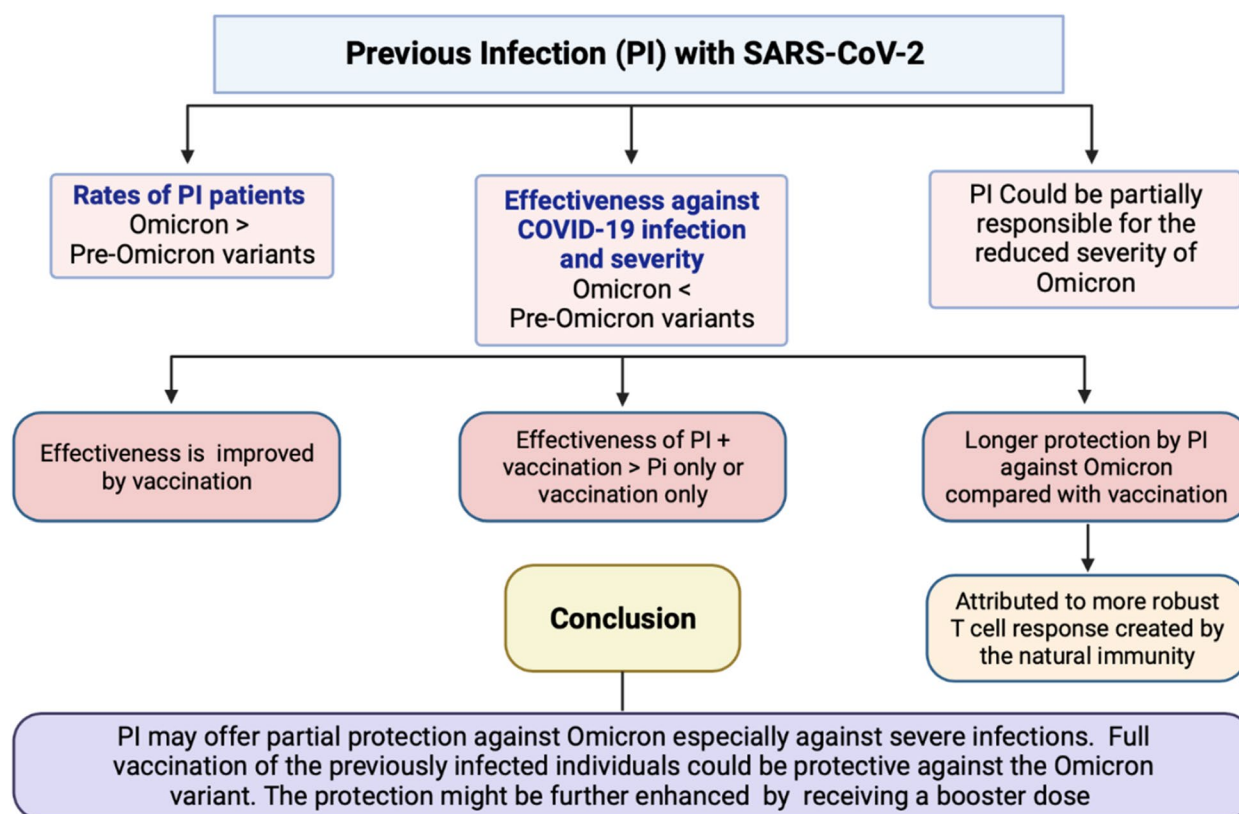 Previous Infection (PI) with SARS-CoV-2
Rates of PI patients
Omicron >
Pre-Omicron variants
Effectiveness against
COVID-19 infection
and severity
Omicron <
Pre-Omicron variants
PI Could be partially
responsible for the
reduced severity of
Omicron
Effectiveness is improved
by vaccination
Effectiveness of PI +
vaccination > Pi only or
vaccination only
Longer protection by PI
against Omicron
compared with vaccination
Attributed to more robust
T cell response created by
the natural immunity
Conclusion
PI may offer partial protection against Omicron especially against severe infections. Full
vaccination of the previously infected individuals could be protective against the Omicron
variant. The protection might be further enhanced by receiving a booster dose